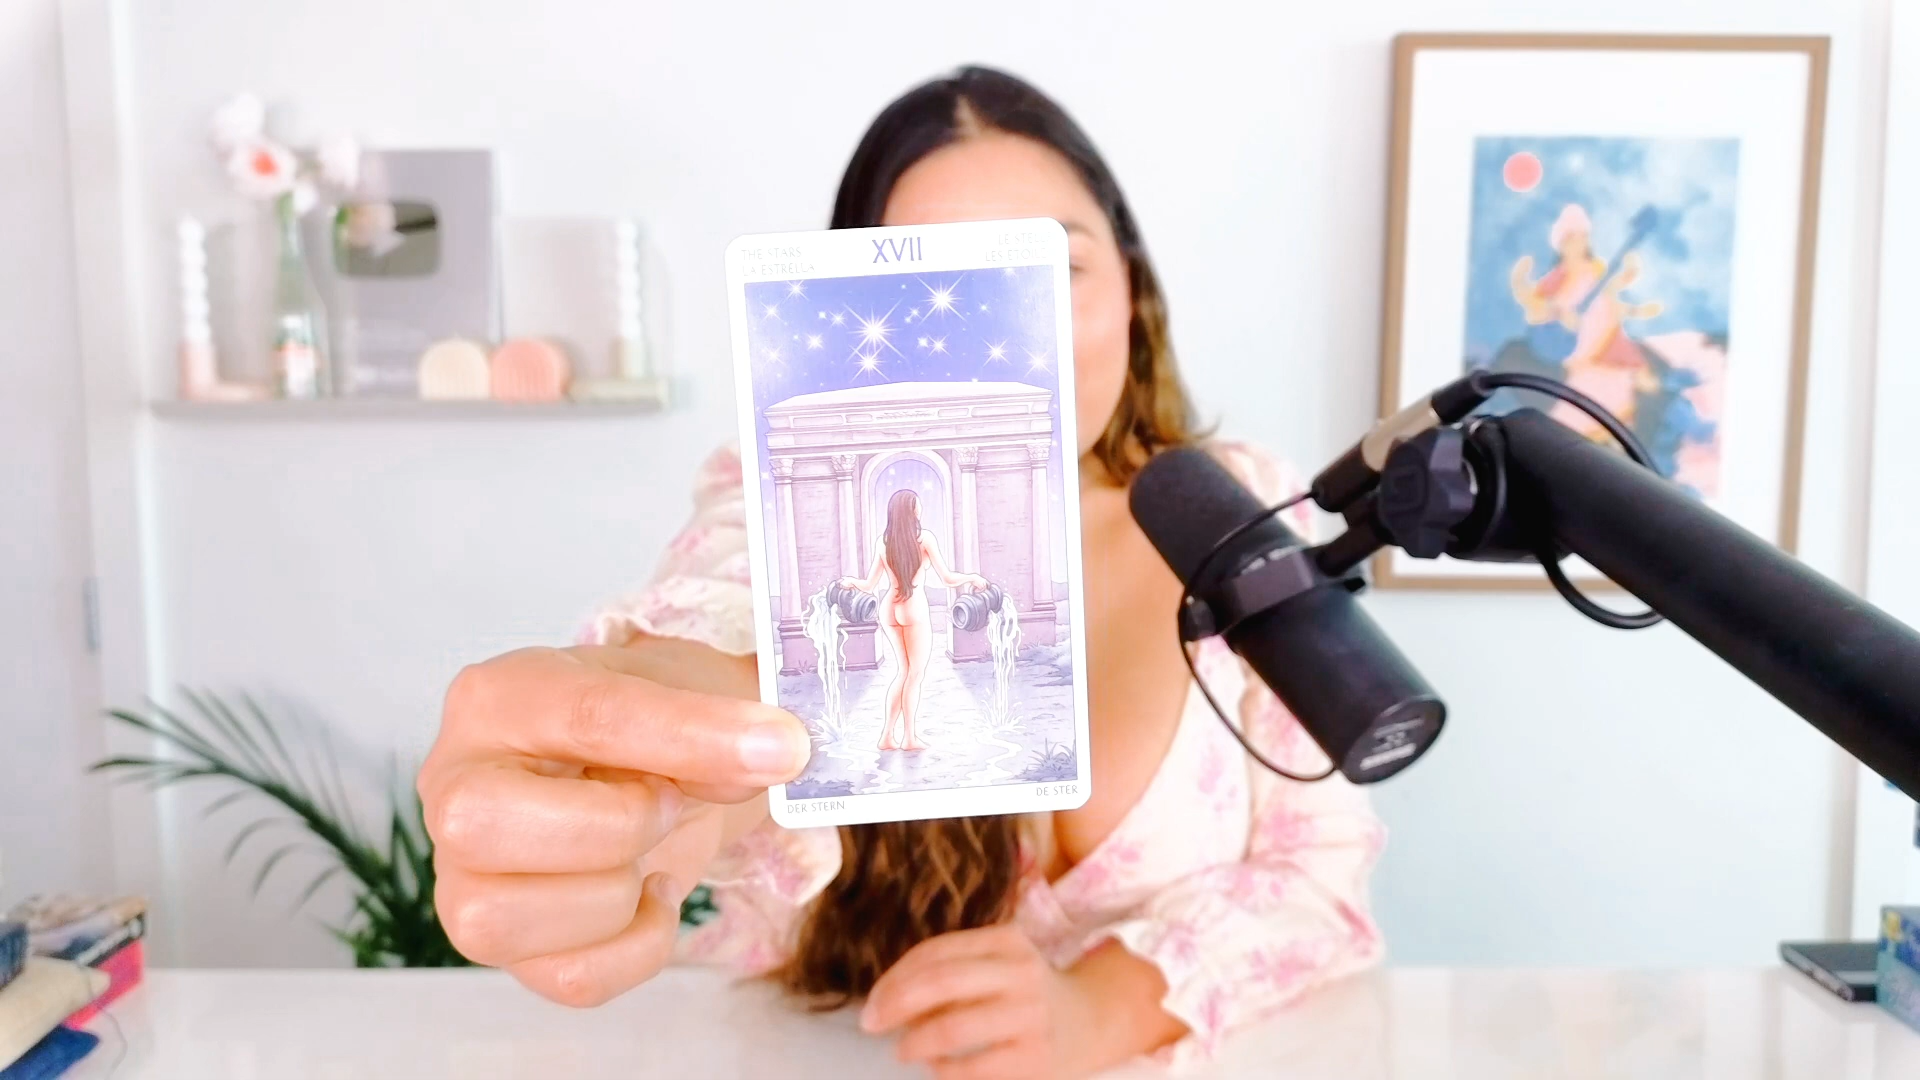 THE STARS
LA ESTRELLA
XVII
DER STERN
DE STER